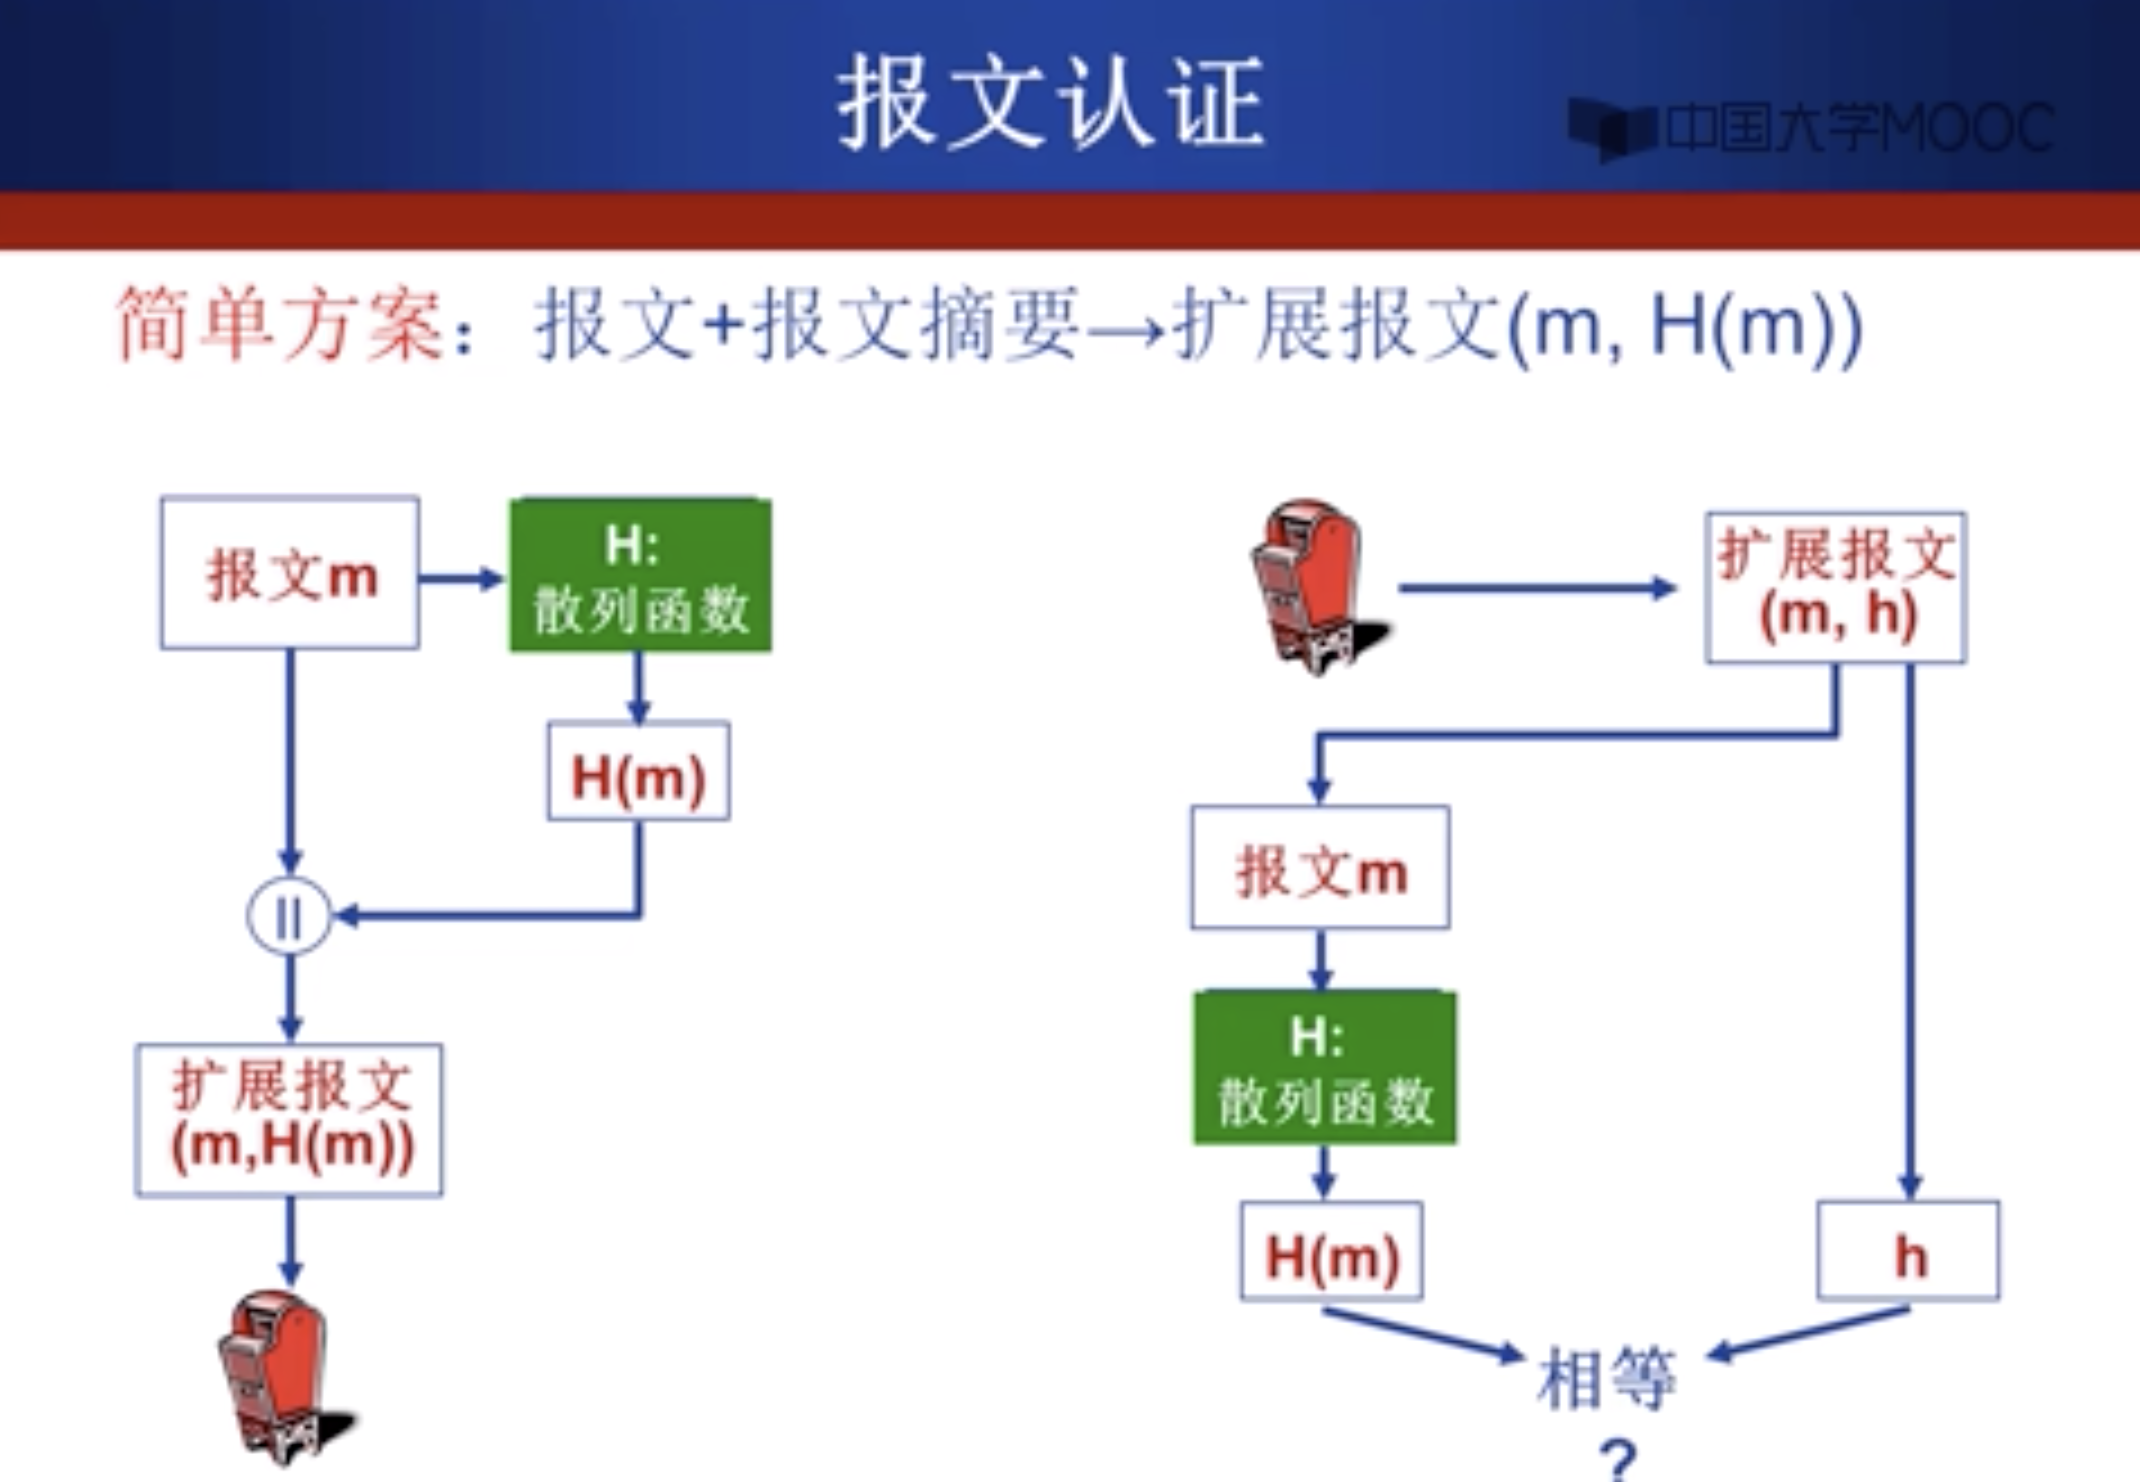 报文认证
中国大学MOOC
简单方案：报文+报文摘要→扩展报文(m, H(m))
报文m
H:
散列函数
H(m)
||
扩展报文
(m,H(m))
扩展报文
(m, h)
报文m
H:
散列函数
H(m)
h
相等
?